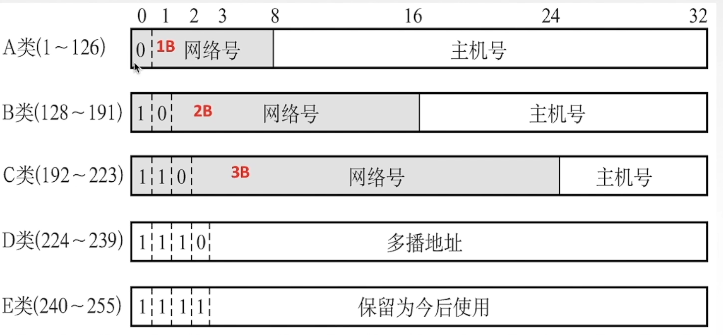 0 1 2 3 8 16 24 32
A类(1～126) 0 1B 网络号 主机号
B类(128～191) 1 0 2B 网络号 主机号
C类(192～223) 1 1 0 3B 网络号 主机号
D类(224～239) 1 1 1 0 多播地址
E类(240～255) 1 1 1 1 保留为今后使用